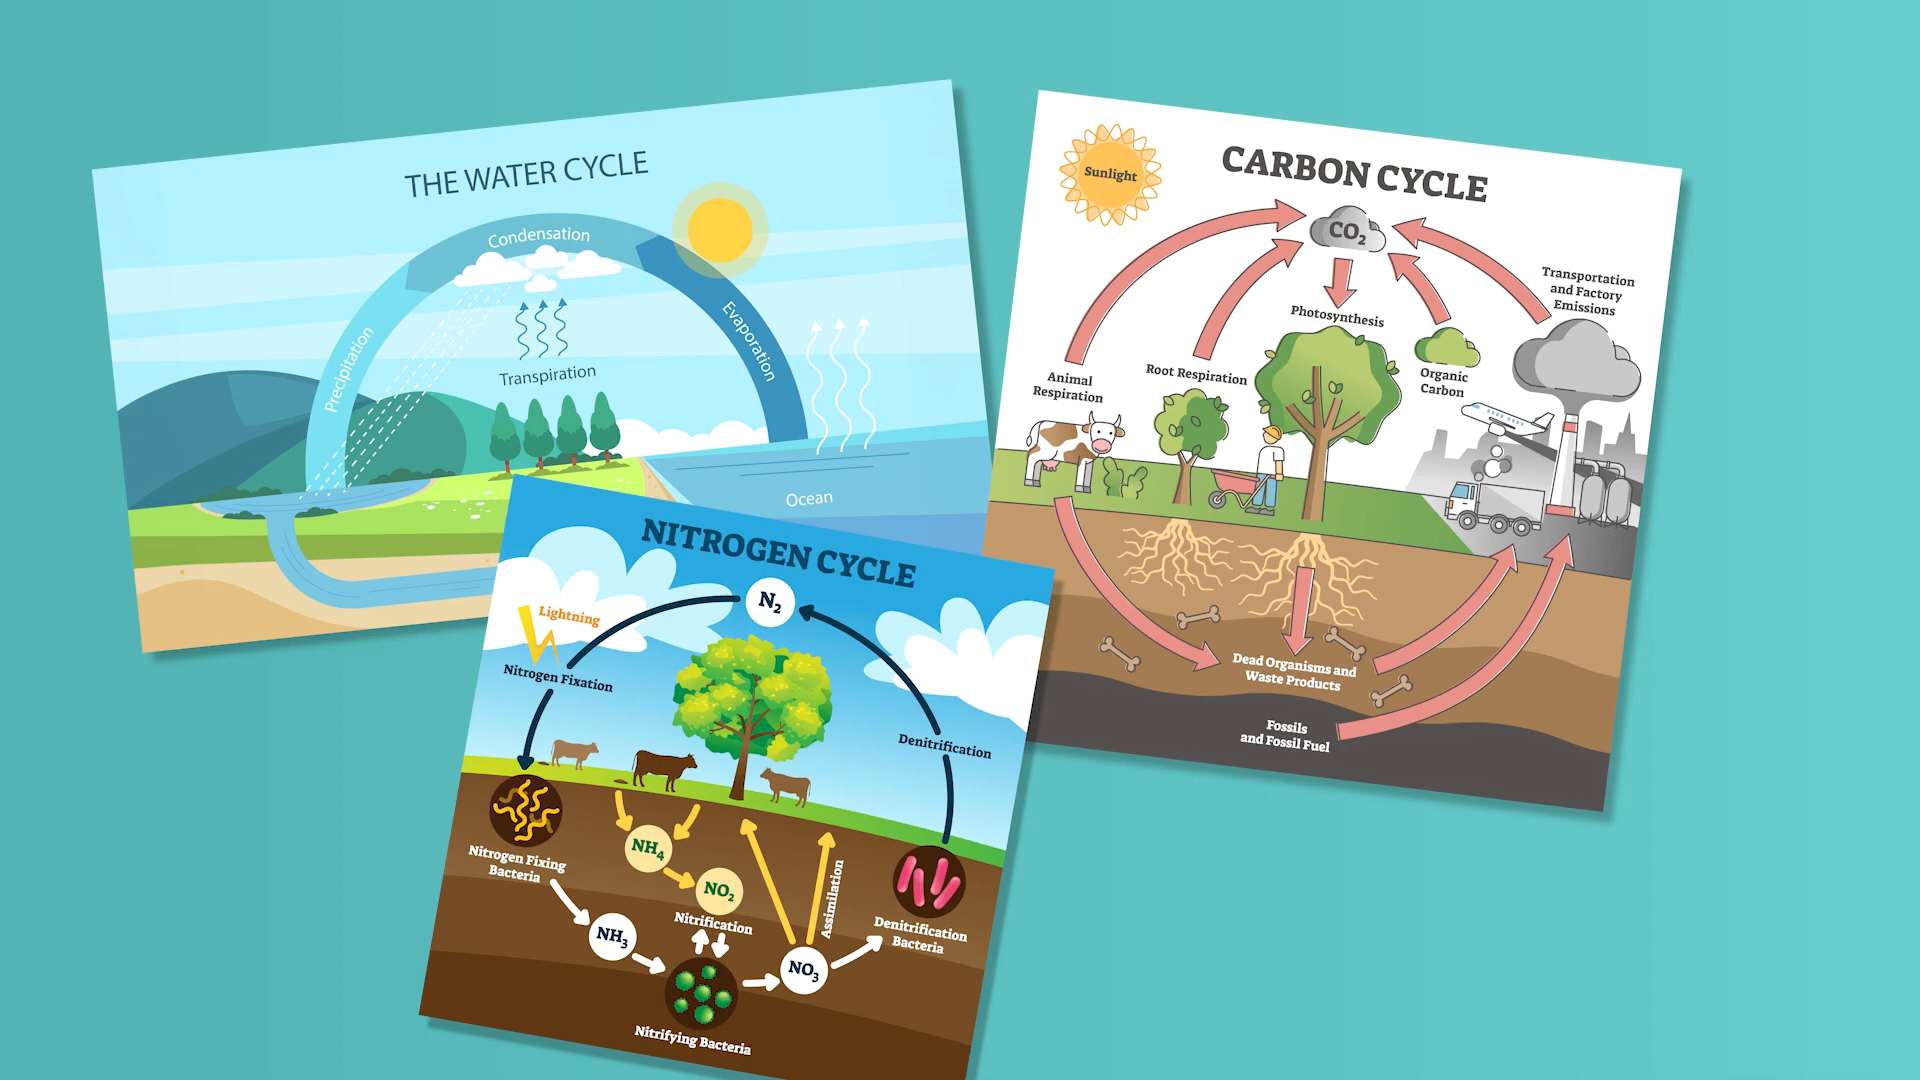 THE WATER CYCLE
Condensation
Precipitation
Evaporation
Transpiration
Ocean
CARBON CYCLE
Sunlight
CO₂
Transportation
and Factory
Emissions
Photosynthesis
Animal
Respiration
Root Respiration
Organic
Carbon
Dead Organisms and
Waste Products
Fossils
and Fossil Fuel
NITROGEN CYCLE
N₂
Lightning
Nitrogen Fixation
Denitrification
Nitrogen Fixing
Bacteria
NH₄
NO₂
Nitrification
NH₃
NO₃
Assimilation
Denitrification
Bacteria
Nitrifying Bacteria